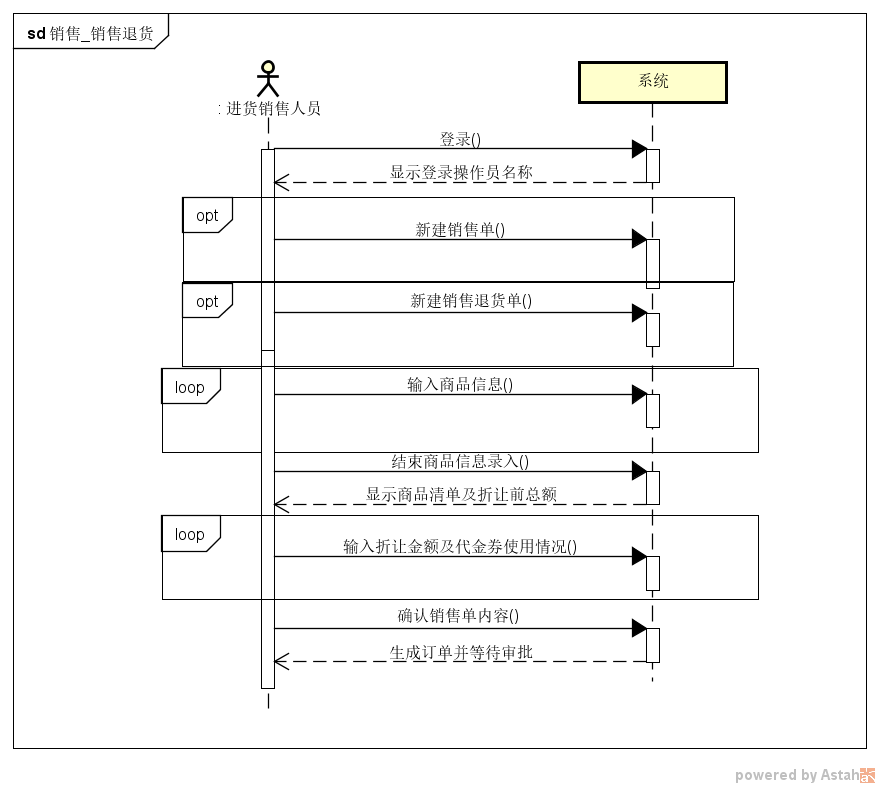 sd 销售_销售退货
: 进货销售人员
系统
登录()
显示登录操作员名称
opt
新建销售单()
opt
新建销售退货单()
loop
输入商品信息()
结束商品信息录入()
显示商品清单及折让前总额
loop
输入折让金额及代金券使用情况()
确认销售单内容()
生成订单并等待审批
powered by Astah